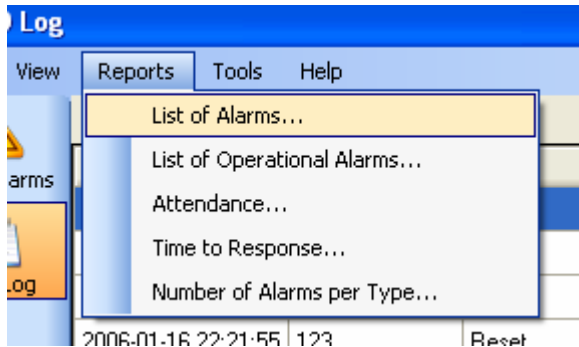 Log
View Reports Tools Help
List of Alarms...
List of Operational Alarms...
arms
Attendance...
Time to Response...
Log
Number of Alarms per Type...
2006-01-16 22:21:55 123 Reset